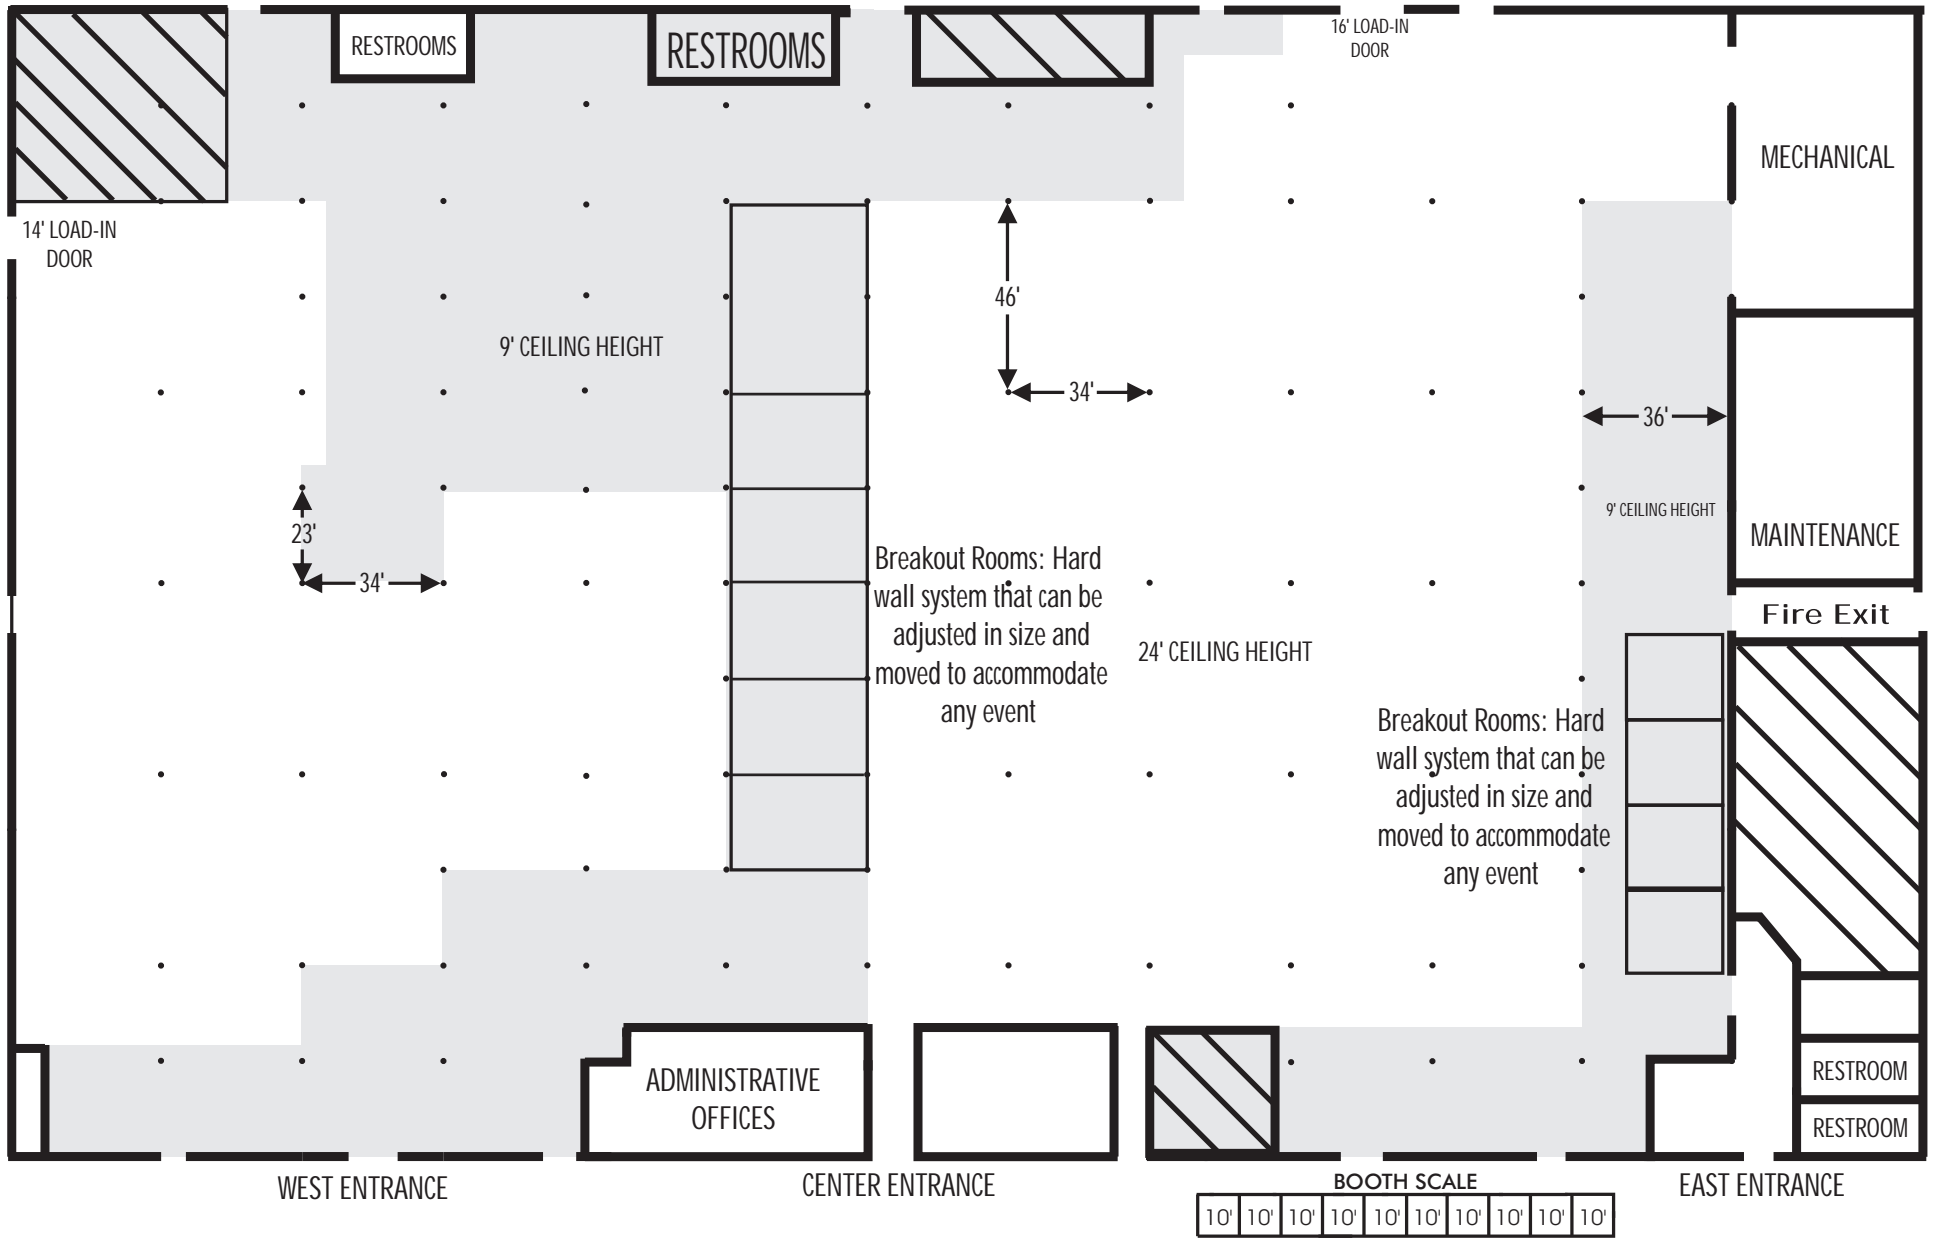 RESTROOMS
RESTROOMS
16' LOAD-IN
DOOR
MECHANICAL
14' LOAD-IN
DOOR
46'
9' CEILING HEIGHT
34'
36'
9' CEILING HEIGHT
23'
MAINTENANCE
34'
Breakout Rooms: Hard
wall system that can be
adjusted in size and
moved to accommodate
any event
Fire Exit
24' CEILING HEIGHT
Breakout Rooms: Hard
wall system that can be
adjusted in size and
moved to accommodate
any event
ADMINISTRATIVE
OFFICES
RESTROOM
RESTROOM
WEST ENTRANCE
CENTER ENTRANCE
BOOTH SCALE
EAST ENTRANCE
10' 10' 10' 10' 10' 10' 10' 10' 10' 10'